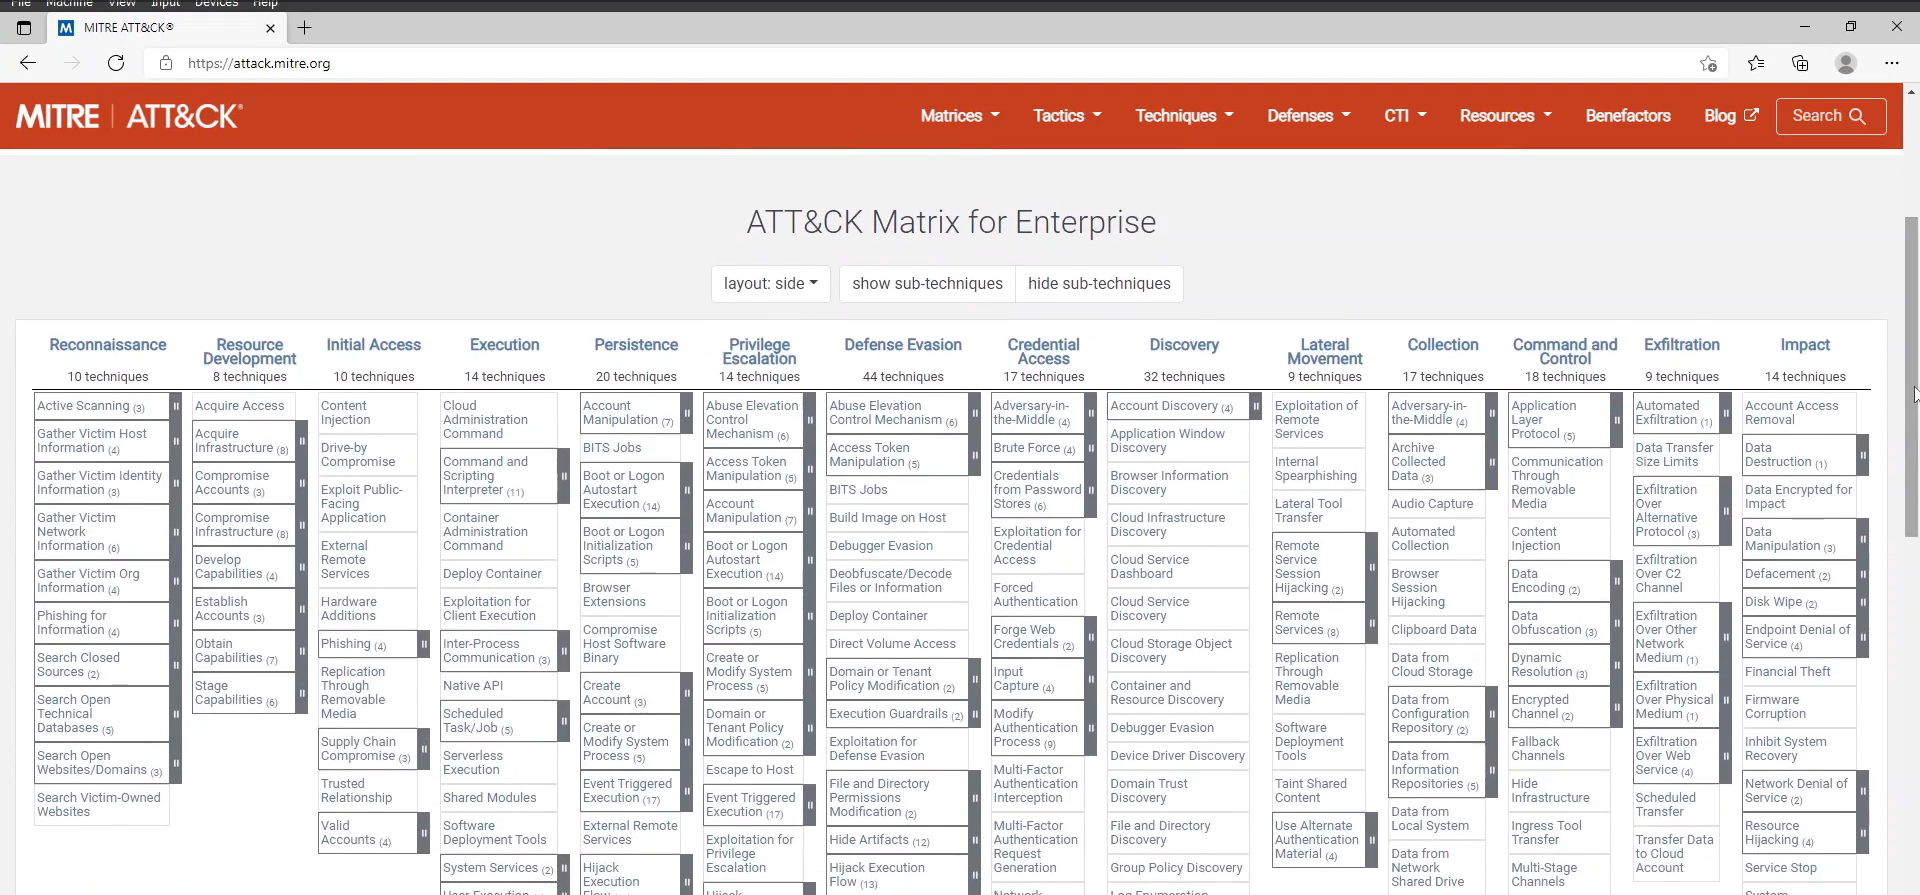 File Machine View Input Devices Help
MITRE ATT&CK®
https://attack.mitre.org
MITRE | ATT&CK®
Matrices Tactics Techniques Defenses CTI Resources Benefactors Blog Search
ATT&CK Matrix for Enterprise
layout: side show sub-techniques hide sub-techniques
Reconnaissance
10 techniques
Active Scanning (3)
Gather Victim Host
Information (4)
Gather Victim Identity
Information (3)
Gather Victim
Network
Information (6)
Gather Victim Org
Information (4)
Phishing for
Information (4)
Search Closed
Sources (2)
Search Open
Technical
Databases (5)
Search Open
Websites/Domains (3)
Search Victim-Owned
Websites
Resource
Development
8 techniques
Acquire Access
Acquire
Infrastructure (8)
Compromise
Accounts (3)
Compromise
Infrastructure (8)
Develop
Capabilities (4)
Establish
Accounts (3)
Obtain
Capabilities (7)
Stage
Capabilities (6)
Initial Access
10 techniques
Content
Injection
Drive-by
Compromise
Exploit Public-
Facing
Application
External
Remote
Services
Hardware
Additions
Phishing (4)
Replication
Through
Removable
Media
Supply Chain
Compromise (3)
Trusted
Relationship
Valid
Accounts (4)
Execution
14 techniques
Cloud
Administration
Command
Command and
Scripting
Interpreter (11)
Container
Administration
Command
Deploy Container
Exploitation for
Client Execution
Inter-Process
Communication (3)
Native API
Scheduled
Task/Job (5)
Serverless
Execution
Shared Modules
Software
Deployment Tools
System Services (2)
Persistence
20 techniques
Account
Manipulation (7)
BITS Jobs
Boot or Logon
Autostart
Execution (14)
Boot or Logon
Initialization
Scripts (5)
Browser
Extensions
Compromise
Host Software
Binary
Create
Account (3)
Create or
Modify System
Process (5)
Event Triggered
Execution (17)
External Remote
Services
Hijack
Execution
Privilege
Escalation
14 techniques
Abuse Elevation
Control
Mechanism (6)
Access Token
Manipulation (5)
Account
Manipulation (7)
Boot or Logon
Autostart
Execution (14)
Boot or Logon
Initialization
Scripts (5)
Create or
Modify System
Process (5)
Domain or
Tenant Policy
Modification (2)
Escape to Host
Event Triggered
Execution (17)
Exploitation for
Privilege
Escalation
Defense Evasion
44 techniques
Abuse Elevation
Control Mechanism (6)
Access Token
Manipulation (5)
BITS Jobs
Build Image on Host
Debugger Evasion
Deobfuscate/Decode
Files or Information
Deploy Container
Direct Volume Access
Domain or Tenant
Policy Modification (2)
Execution Guardrails (2)
Exploitation for
Defense Evasion
File and Directory
Permissions
Modification (2)
Hide Artifacts (12)
Hijack Execution
Flow (13)
Credential
Access
17 techniques
Adversary-in-
the-Middle (4)
Brute Force (4)
Credentials
from Password
Stores (6)
Exploitation for
Credential
Access
Forced
Authentication
Forge Web
Credentials (2)
Input
Capture (4)
Modify
Authentication
Process (9)
Multi-Factor
Authentication
Interception
Multi-Factor
Authentication
Request
Generation
Discovery
32 techniques
Account Discovery (4)
Application Window
Discovery
Browser Information
Discovery
Cloud Infrastructure
Discovery
Cloud Service
Dashboard
Cloud Service
Discovery
Cloud Storage Object
Discovery
Container and
Resource Discovery
Debugger Evasion
Device Driver Discovery
Domain Trust
Discovery
File and Directory
Discovery
Group Policy Discovery
Lateral
Movement
9 techniques
Exploitation of
Remote
Services
Internal
Spearphishing
Lateral Tool
Transfer
Remote
Service
Session
Hijacking (2)
Remote
Services (8)
Replication
Through
Removable
Media
Software
Deployment
Tools
Taint Shared
Content
Use Alternate
Authentication
Material (4)
Collection
17 techniques
Adversary-in-
the-Middle (4)
Archive
Collected
Data (3)
Audio Capture
Automated
Collection
Browser
Session
Hijacking
Clipboard Data
Data from
Cloud Storage
Data from
Configuration
Repository (2)
Data from
Information
Repositories (5)
Data from
Local System
Data from
Network
Shared Drive
Command and
Control
18 techniques
Application
Layer
Protocol (5)
Communication
Through
Removable
Media
Content
Injection
Data
Encoding (2)
Data
Obfuscation (3)
Dynamic
Resolution (3)
Encrypted
Channel (2)
Fallback
Channels
Hide
Infrastructure
Ingress Tool
Transfer
Multi-Stage
Channels
Exfiltration
9 techniques
Automated
Exfiltration (1)
Data Transfer
Size Limits
Exfiltration
Over
Alternative
Protocol (3)
Exfiltration
Over C2
Channel
Exfiltration
Over Other
Network
Medium (1)
Exfiltration
Over Physical
Medium (1)
Exfiltration
Over Web
Service (4)
Scheduled
Transfer
Transfer Data
to Cloud
Account
Impact
14 techniques
Account Access
Removal
Data
Destruction (1)
Data Encrypted for
Impact
Data
Manipulation (3)
Defacement (2)
Disk Wipe (2)
Endpoint Denial of
Service (4)
Financial Theft
Firmware
Corruption
Inhibit System
Recovery
Network Denial of
Service (2)
Resource
Hijacking (4)
Service Stop